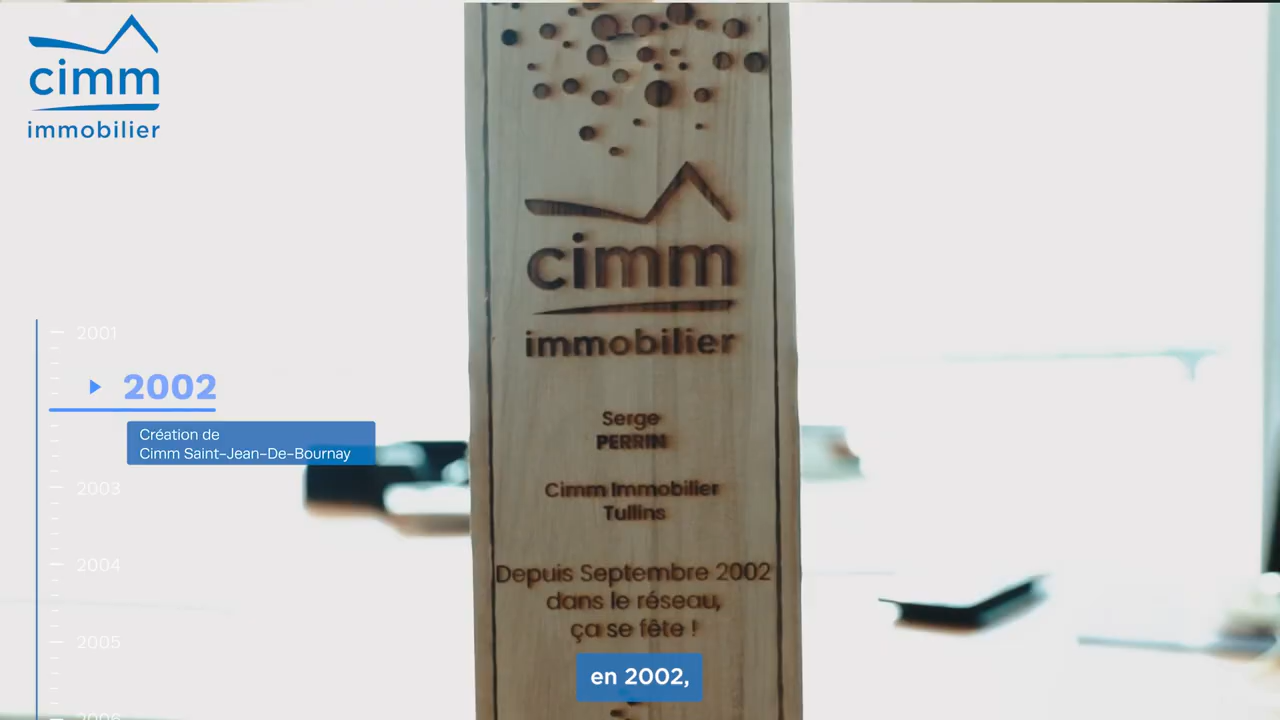 cimm
immobilier
cimm
immobilier
Serge
PERRIN
Cimm Immobilier
Tullins
Depuis Septembre 2002
dans le réseau,
ça se fête !
2001
2002
Création de
Cimm Saint-Jean-De-Bournay
2003
2004
2005
2006
en 2002,